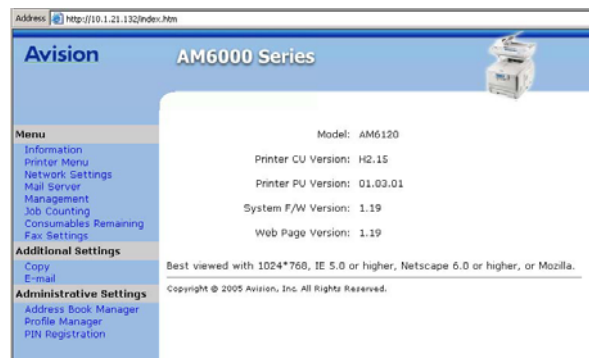 Address http://10.1.21.132/index.htm
Avision
AM6000 Series
Menu
Information
Printer Menu
Network Settings
Mail Server
Management
Job Counting
Consumables Remaining
Fax Settings
Additional Settings
Copy
E-mail
Administrative Settings
Address Book Manager
Profile Manager
PIN Registration
Model: AM6120
Printer CU Version: H2.15
Printer PU Version: 01.03.01
System F/W Version: 1.19
Web Page Version: 1.19
Best viewed with 1024*768, IE 5.0 or higher, Netscape 6.0 or higher, or Mozilla.
Copyright @ 2005 Avision, Inc. All Rights Reserved.